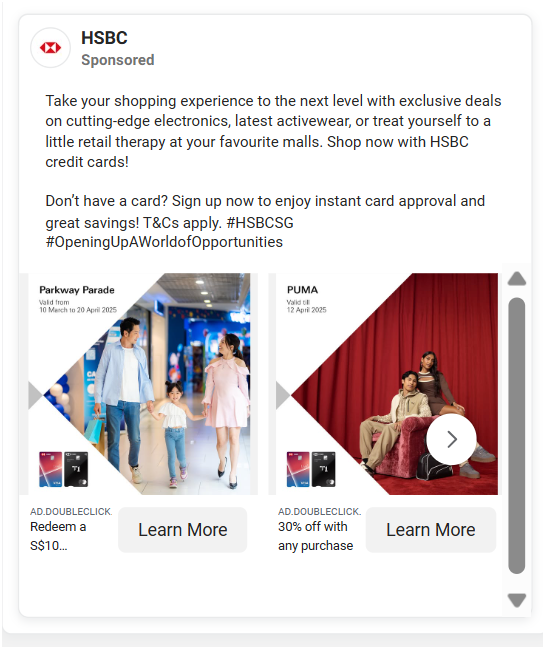 HSBC
Sponsored
Take your shopping experience to the next level with exclusive deals
on cutting-edge electronics, latest activewear, or treat yourself to a
little retail therapy at your favourite malls. Shop now with HSBC
credit cards!
Don’t have a card? Sign up now to enjoy instant card approval and
great savings! T&Cs apply. #HSBCSG
#OpeningUpAWorldofOpportunities
Parkway Parade
Valid from
10 March to 20 April 2025
PUMA
Valid till
12 April 2025
AD.DOUBLECLICK.
Redeem a
S$10...
Learn More
AD.DOUBLECLICK.
30% off with
any purchase
Learn More